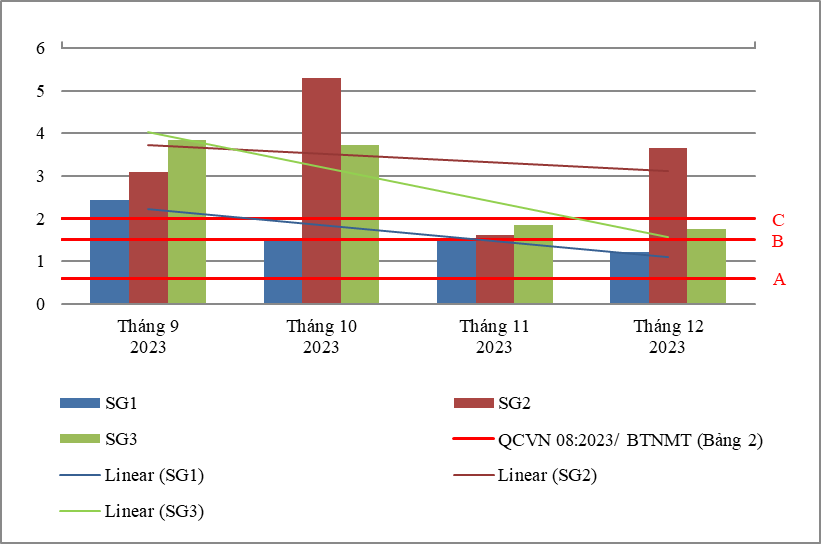 6
5
4
3
2
1
0
C
B
A
Tháng 9
2023
Tháng 10
2023
Tháng 11
2023
Tháng 12
2023
SG1
SG2
SG3
QCVN 08:2023/ BTNMT (Bảng 2)
Linear (SG1)
Linear (SG2)
Linear (SG3)